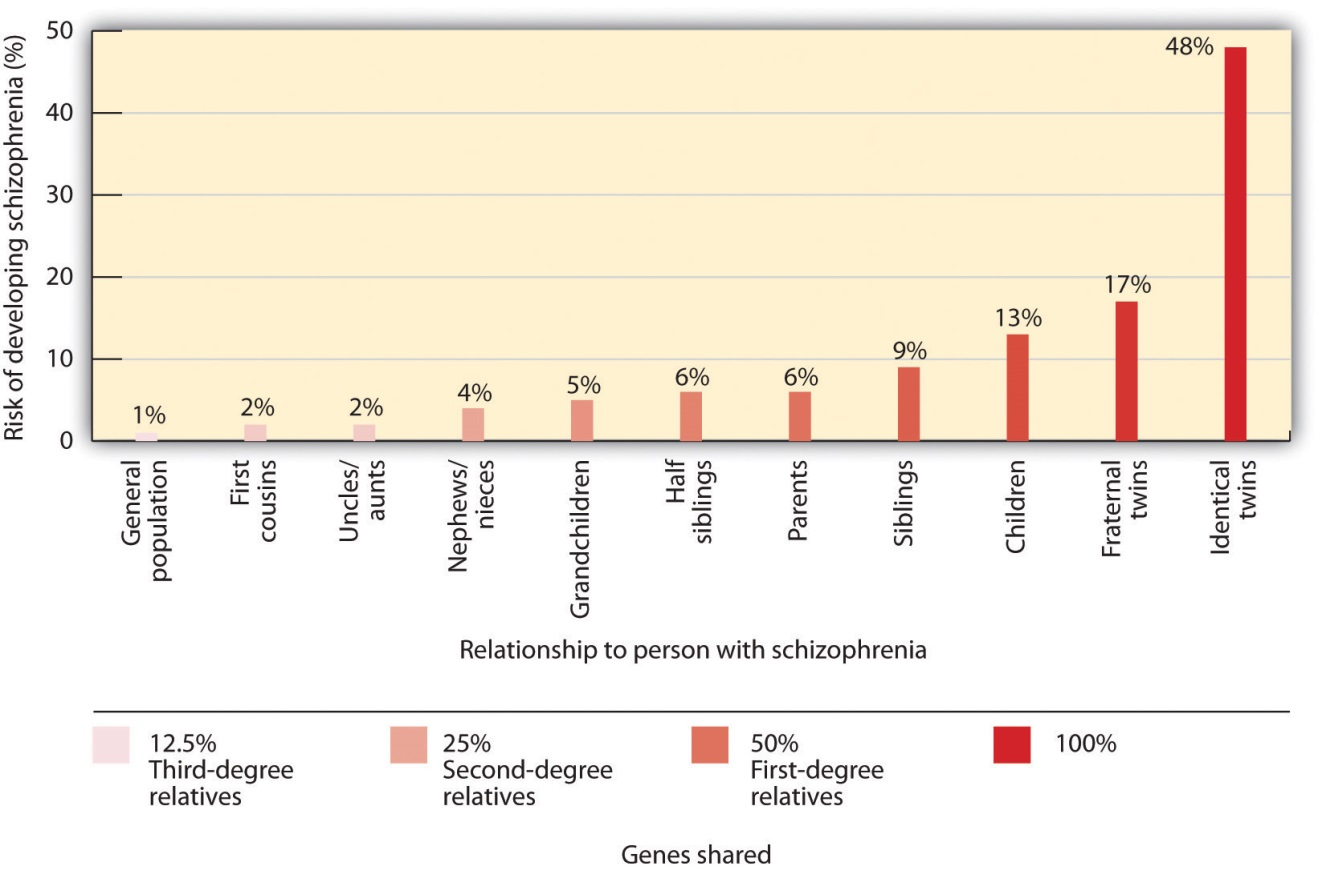 Risk of developing schizophrenia (%)
50
40
30
20
10
0
1%
2%
2%
4%
5%
6%
6%
9%
13%
17%
48%
General
population
First
cousins
Uncles/
aunts
Nephews/
nieces
Grandchildren
Half
siblings
Parents
Siblings
Children
Fraternal
twins
Identical
twins
Relationship to person with schizophrenia
12.5%
Third-degree
relatives
25%
Second-degree
relatives
50%
First-degree
relatives
100%
Genes shared